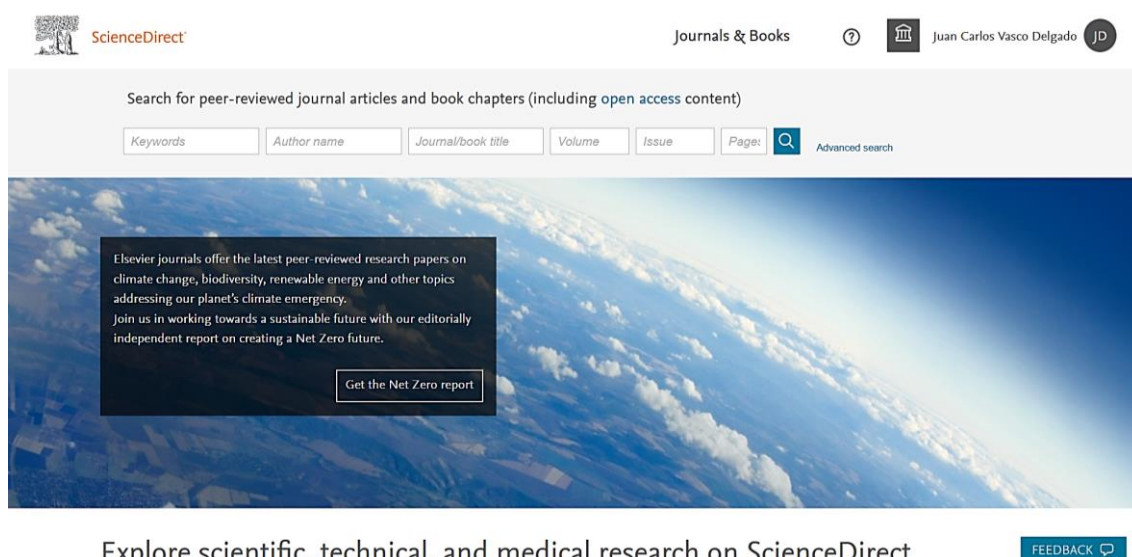 ScienceDirect®
Journals & Books
?
Juan Carlos Vasco Delgado
JD
Search for peer-reviewed journal articles and book chapters (including open access content)
Keywords
Author name
Journal/book title
Volume
Issue
Page:
Advanced search
Elsevier journals offer the latest peer-reviewed research papers on
climate change, biodiversity, renewable energy and other topics
addressing our planet's climate emergency.
Join us in working towards a sustainable future with our editorially
independent report on creating a Net Zero future.
Get the Net Zero report
Explore scientific, technical, and medical research on ScienceDirect
FEEDBACK